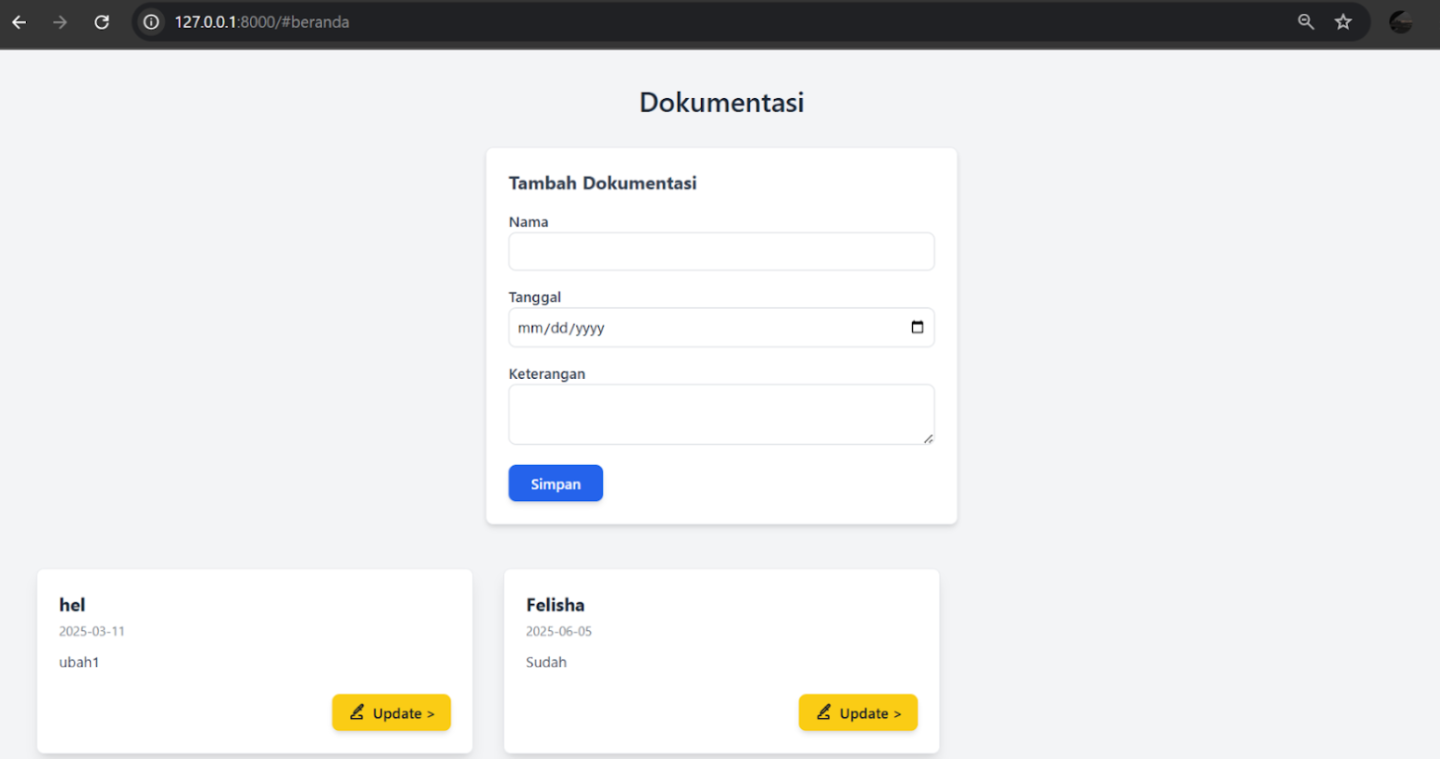 127.0.0.1:8000/#beranda
Dokumentasi
Tambah Dokumentasi
Nama
Tanggal
mm/dd/yyyy
Keterangan
Simpan
hel
2025-03-11
ubah1
Update >
Felisha
2025-06-05
Sudah
Update >